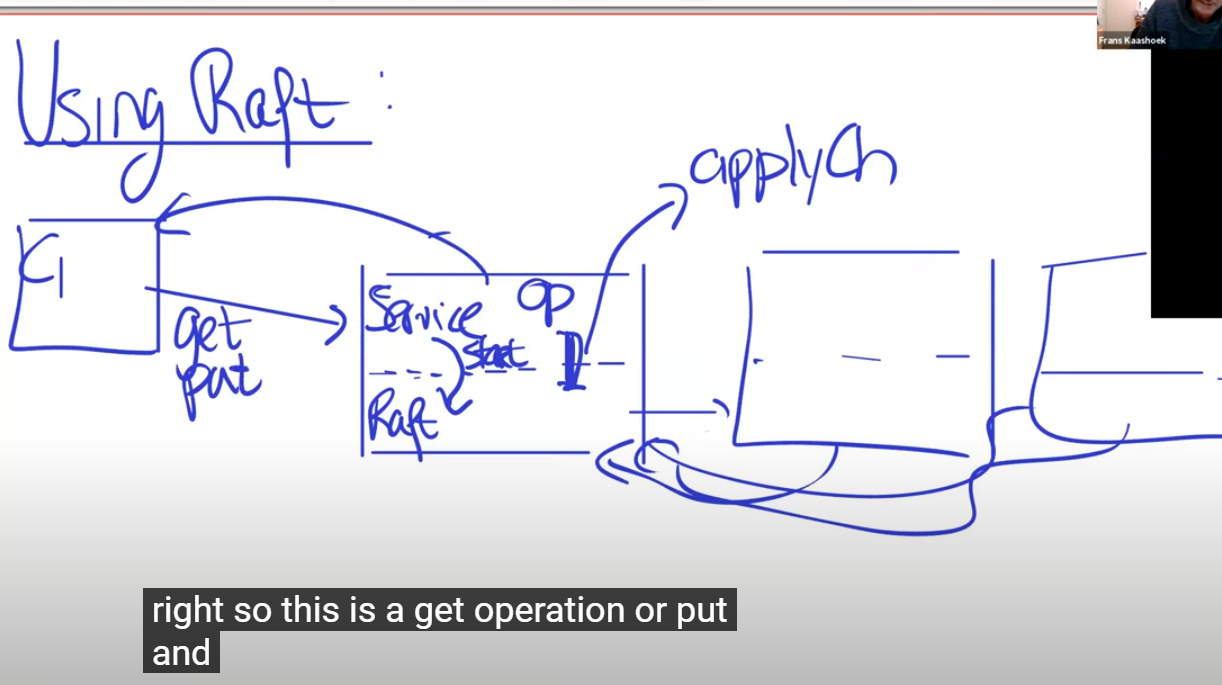 Using Raft :
Frans Kaashoek
applyCh
C1
get
put
Service
Op
Start
Raft
right so this is a get operation or put
and